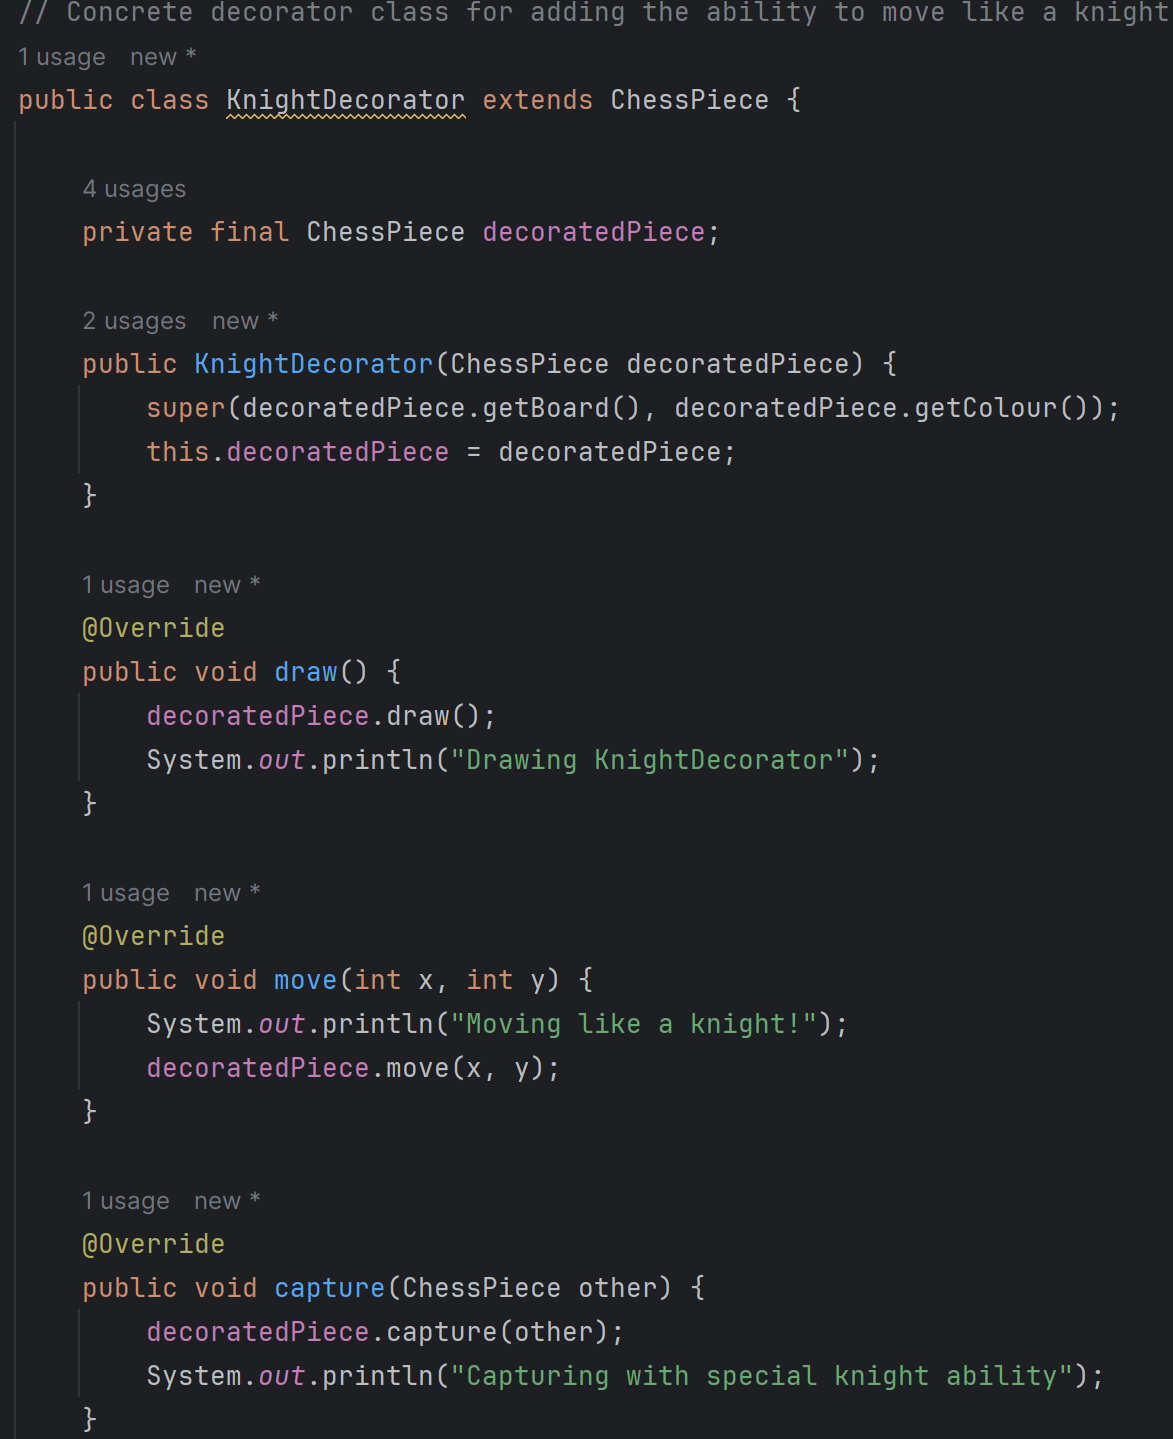 // Concrete decorator class for adding the ability to move like a knight
1 usage new *
public class KnightDecorator extends ChessPiece {
4 usages
private final ChessPiece decoratedPiece;
2 usages new *
public KnightDecorator(ChessPiece decoratedPiece) {
super(decoratedPiece.getBoard(), decoratedPiece.getColour());
this.decoratedPiece = decoratedPiece;
}
1 usage new *
@Override
public void draw() {
decoratedPiece.draw();
System.out.println("Drawing KnightDecorator");
}
1 usage new *
@Override
public void move(int x, int y) {
System.out.println("Moving like a knight!");
decoratedPiece.move(x, y);
}
1 usage new *
@Override
public void capture(ChessPiece other) {
decoratedPiece.capture(other);
System.out.println("Capturing with special knight ability");
}